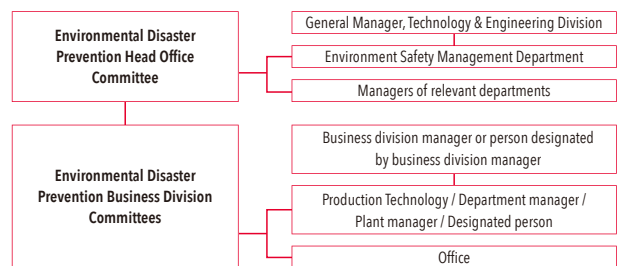 Environmental Disaster
Prevention Head Office
Committee
General Manager, Technology & Engineering Division
Environment Safety Management Department
Managers of relevant departments
Environmental Disaster
Prevention Business Division
Committees
Business division manager or person designated
by business division manager
Production Technology / Department manager /
Plant manager / Designated person
Office